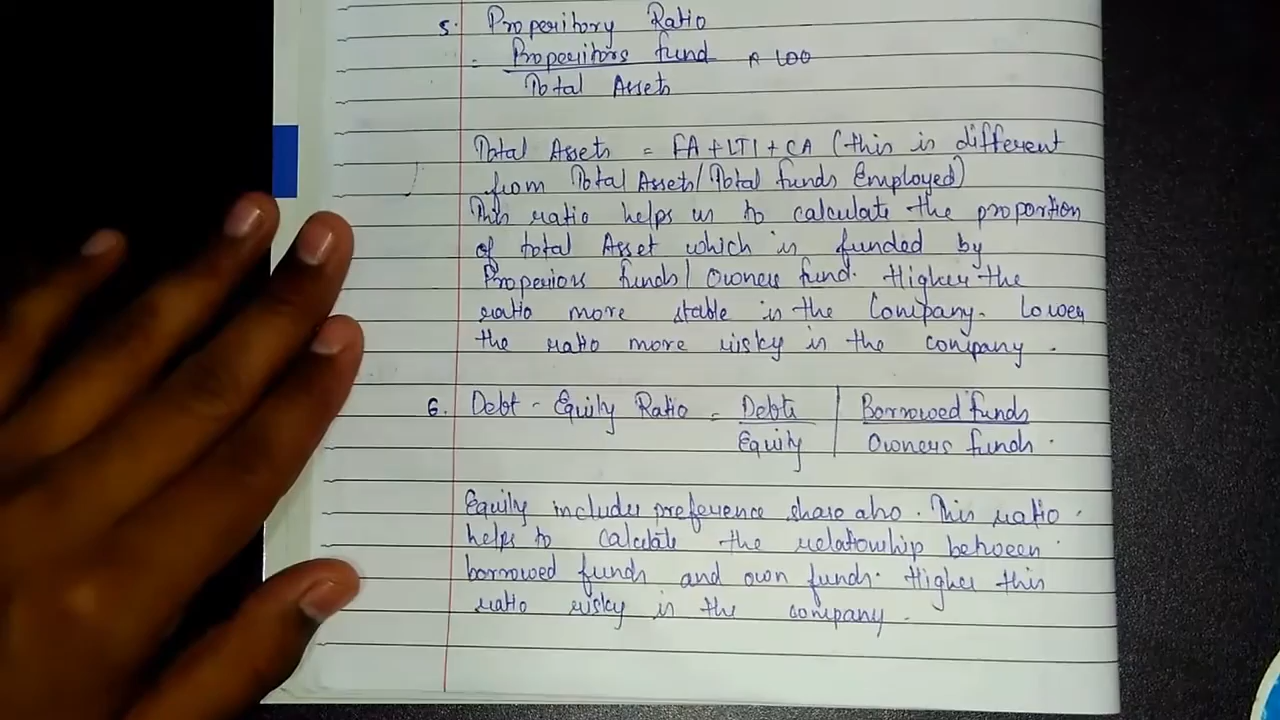 5. Properitory Ratio
= Properitors fund × 100
Total Assets
Total Assets = FA + LTI + CA (this is different
from Total Assets/Total funds Employed)
This ratio helps us to calculate the proportion
of total Asset which is funded by
Properiors funds/Owners fund. Higher the
ratio more stable is the Company. Lower
the ratio more risky is the company.
6. Debt - Equity Ratio = Debts | Borrowed funds
Equity | Owners funds.
Equity includes preference share also. This ratio
helps to calculate the relationship between
borrowed funds and own funds. Higher this
ratio risky is the company.